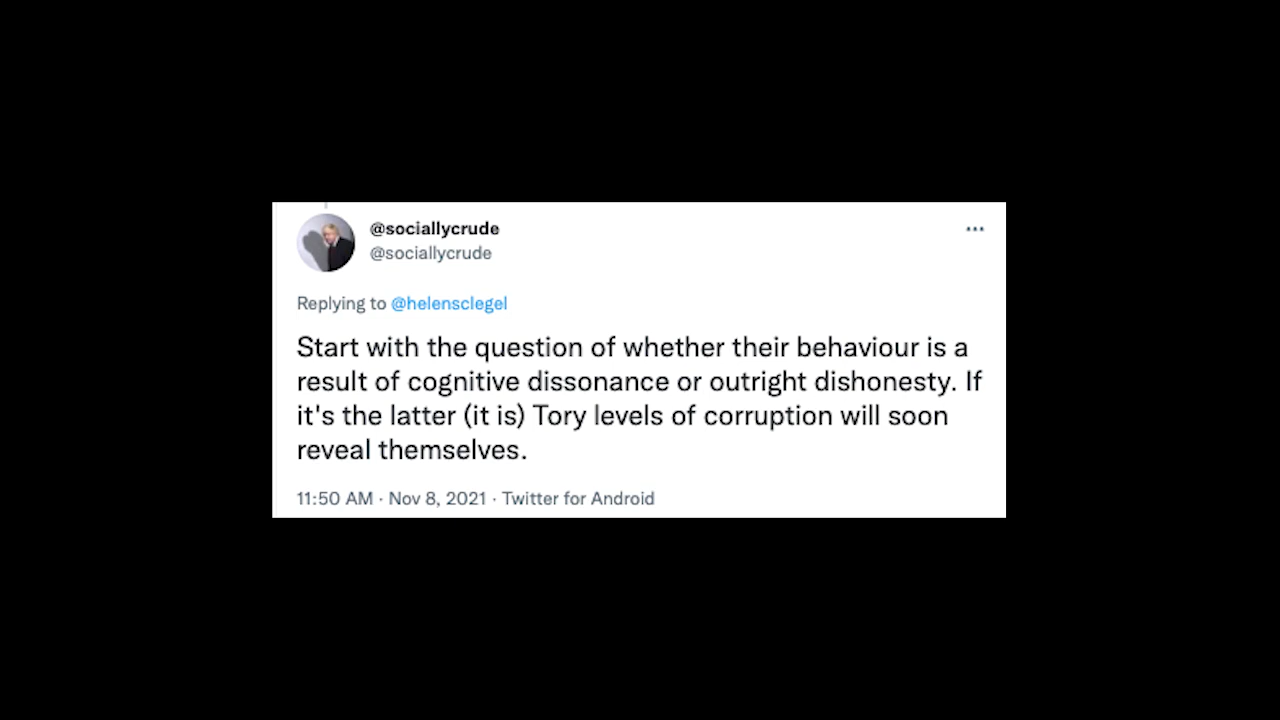 @sociallycrude
@sociallycrude
Replying to @helensclegel
Start with the question of whether their behaviour is a
result of cognitive dissonance or outright dishonesty. If
it's the latter (it is) Tory levels of corruption will soon
reveal themselves.
11:50 AM · Nov 8, 2021 · Twitter for Android